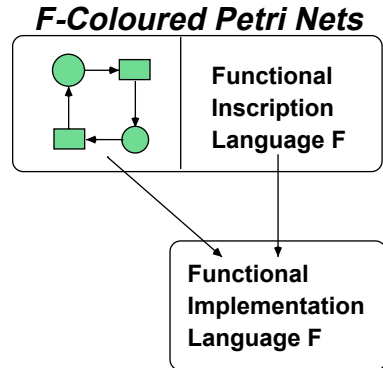 F-Coloured Petri Nets
Functional
Inscription
Language F
Functional
Implementation
Language F